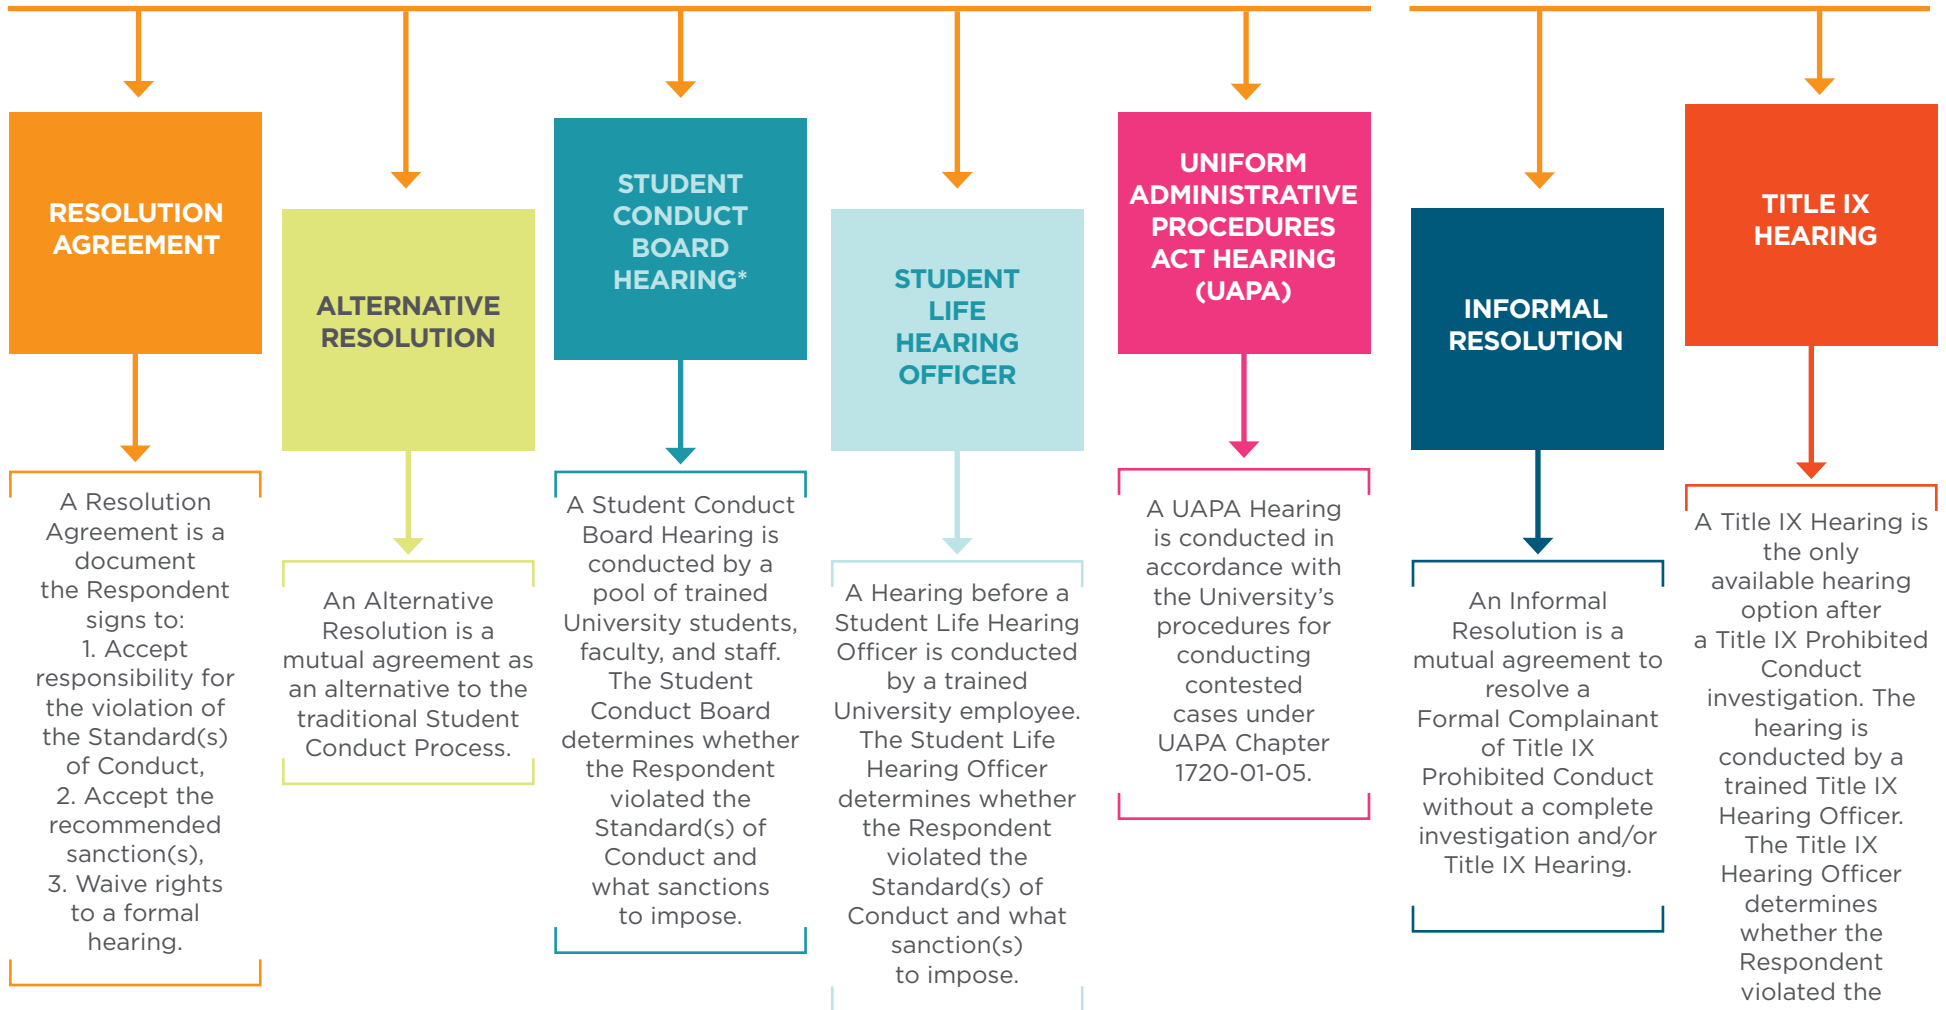 RESOLUTION
AGREEMENT
A Resolution
Agreement is a
document
the Respondent
signs to:
1. Accept
responsibility for
the violation of
the Standard(s)
of Conduct,
2. Accept the
recommended
sanction(s),
3. Waive rights
to a formal
hearing.
ALTERNATIVE
RESOLUTION
An Alternative
Resolution is a
mutual agreement as
an alternative to the
traditional Student
Conduct Process.
STUDENT
CONDUCT
BOARD
HEARING*
A Student Conduct
Board Hearing is
conducted by a
pool of trained
University students,
faculty, and staff.
The Student
Conduct Board
determines whether
the Respondent
violated the
Standard(s) of
Conduct and
what sanctions
to impose.
STUDENT
LIFE
HEARING
OFFICER
A Hearing before a
Student Life Hearing
Officer is conducted
by a trained
University employee.
The Student Life
Hearing Officer
determines whether
the Respondent
violated the
Standard(s) of
Conduct and what
sanction(s)
to impose.
UNIFORM
ADMINISTRATIVE
PROCEDURES
ACT HEARING
(UAPA)
A UAPA Hearing
is conducted in
accordance with
the University's
procedures for
conducting
contested
cases under
UAPA Chapter
1720-01-05.
INFORMAL
RESOLUTION
An Informal
Resolution is a
mutual agreement to
resolve a
Formal Complainant
of Title IX
Prohibited Conduct
without a complete
investigation and/or
Title IX Hearing.
TITLE IX
HEARING
A Title IX Hearing is
the only
available hearing
option after
a Title IX Prohibited
Conduct
investigation. The
hearing is
conducted by a
trained Title IX
Hearing Officer.
The Title IX
Hearing Officer
determines
whether the
Respondent
violated the